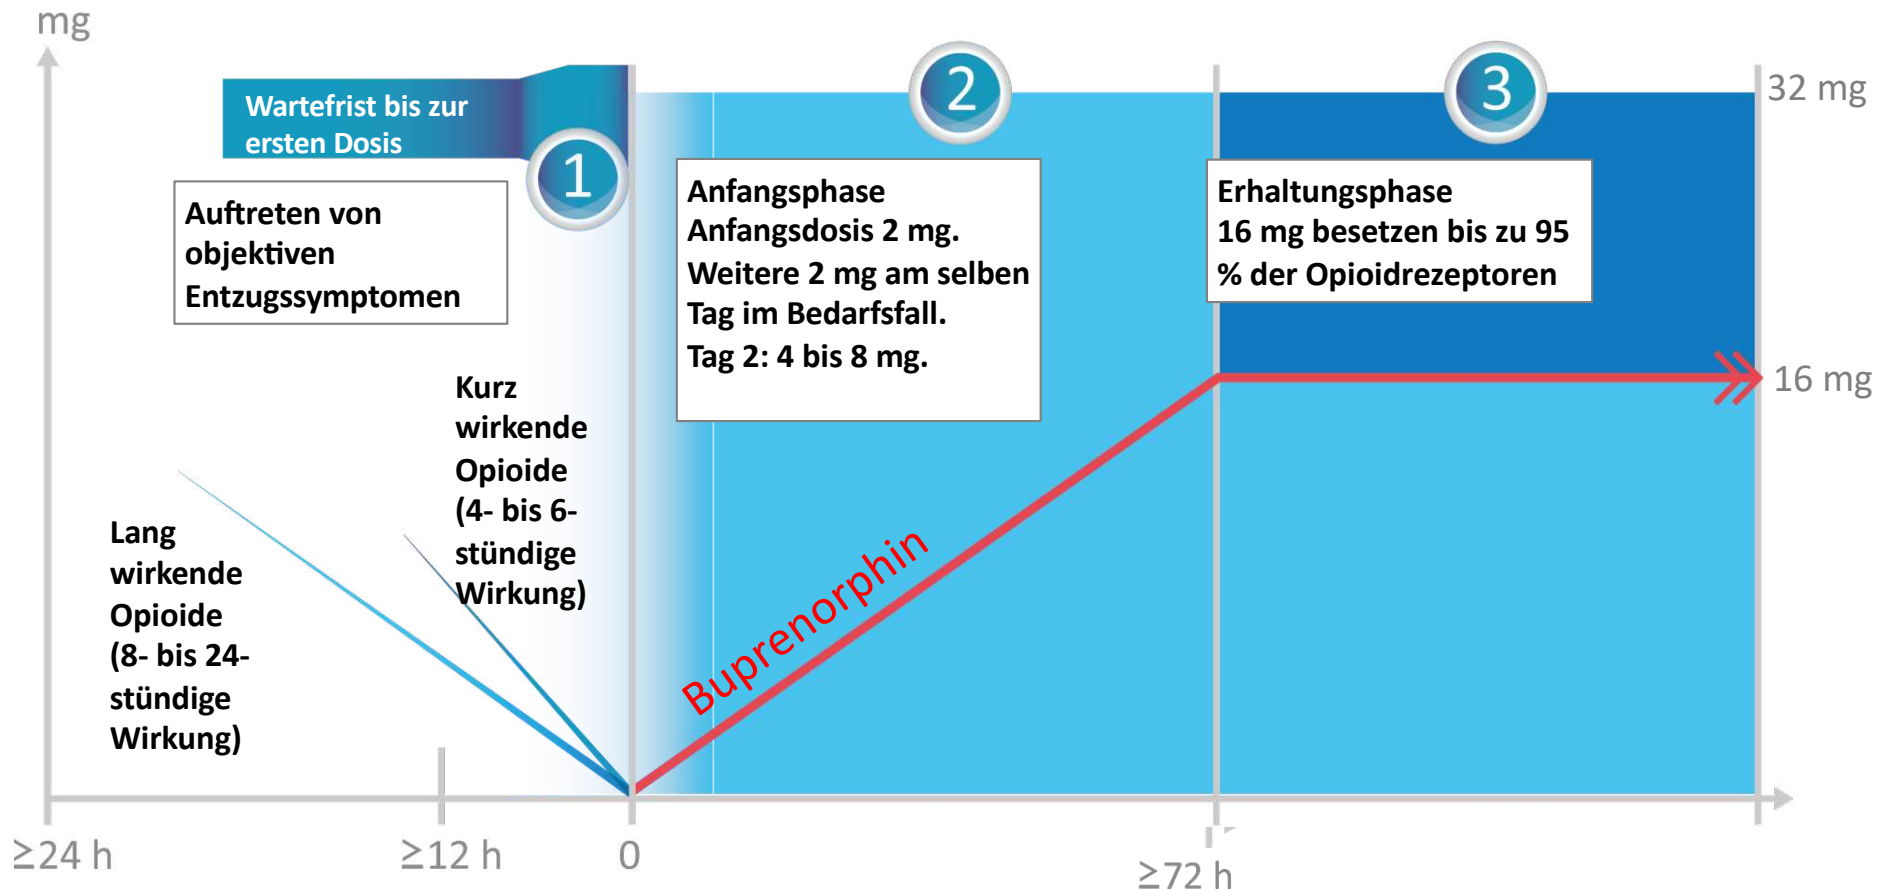 mg
Wartefrist bis zur
ersten Dosis
1
2
3
32 mg
Auftreten von
objektiven
Entzugssymptomen
Anfangsphase
Anfangsdosis 2 mg.
Weitere 2 mg am selben
Tag im Bedarfsfall.
Tag 2: 4 bis 8 mg.
Erhaltungsphase
16 mg besetzen bis zu 95
% der Opioidrezeptoren
16 mg
Kurz
wirkende
Opioide
(4- bis 6-
stündige
Wirkung)
Lang
wirkende
Opioide
(8- bis 24-
stündige
Wirkung)
Buprenorphin
≥24 h
≥12 h
0
≥72 h